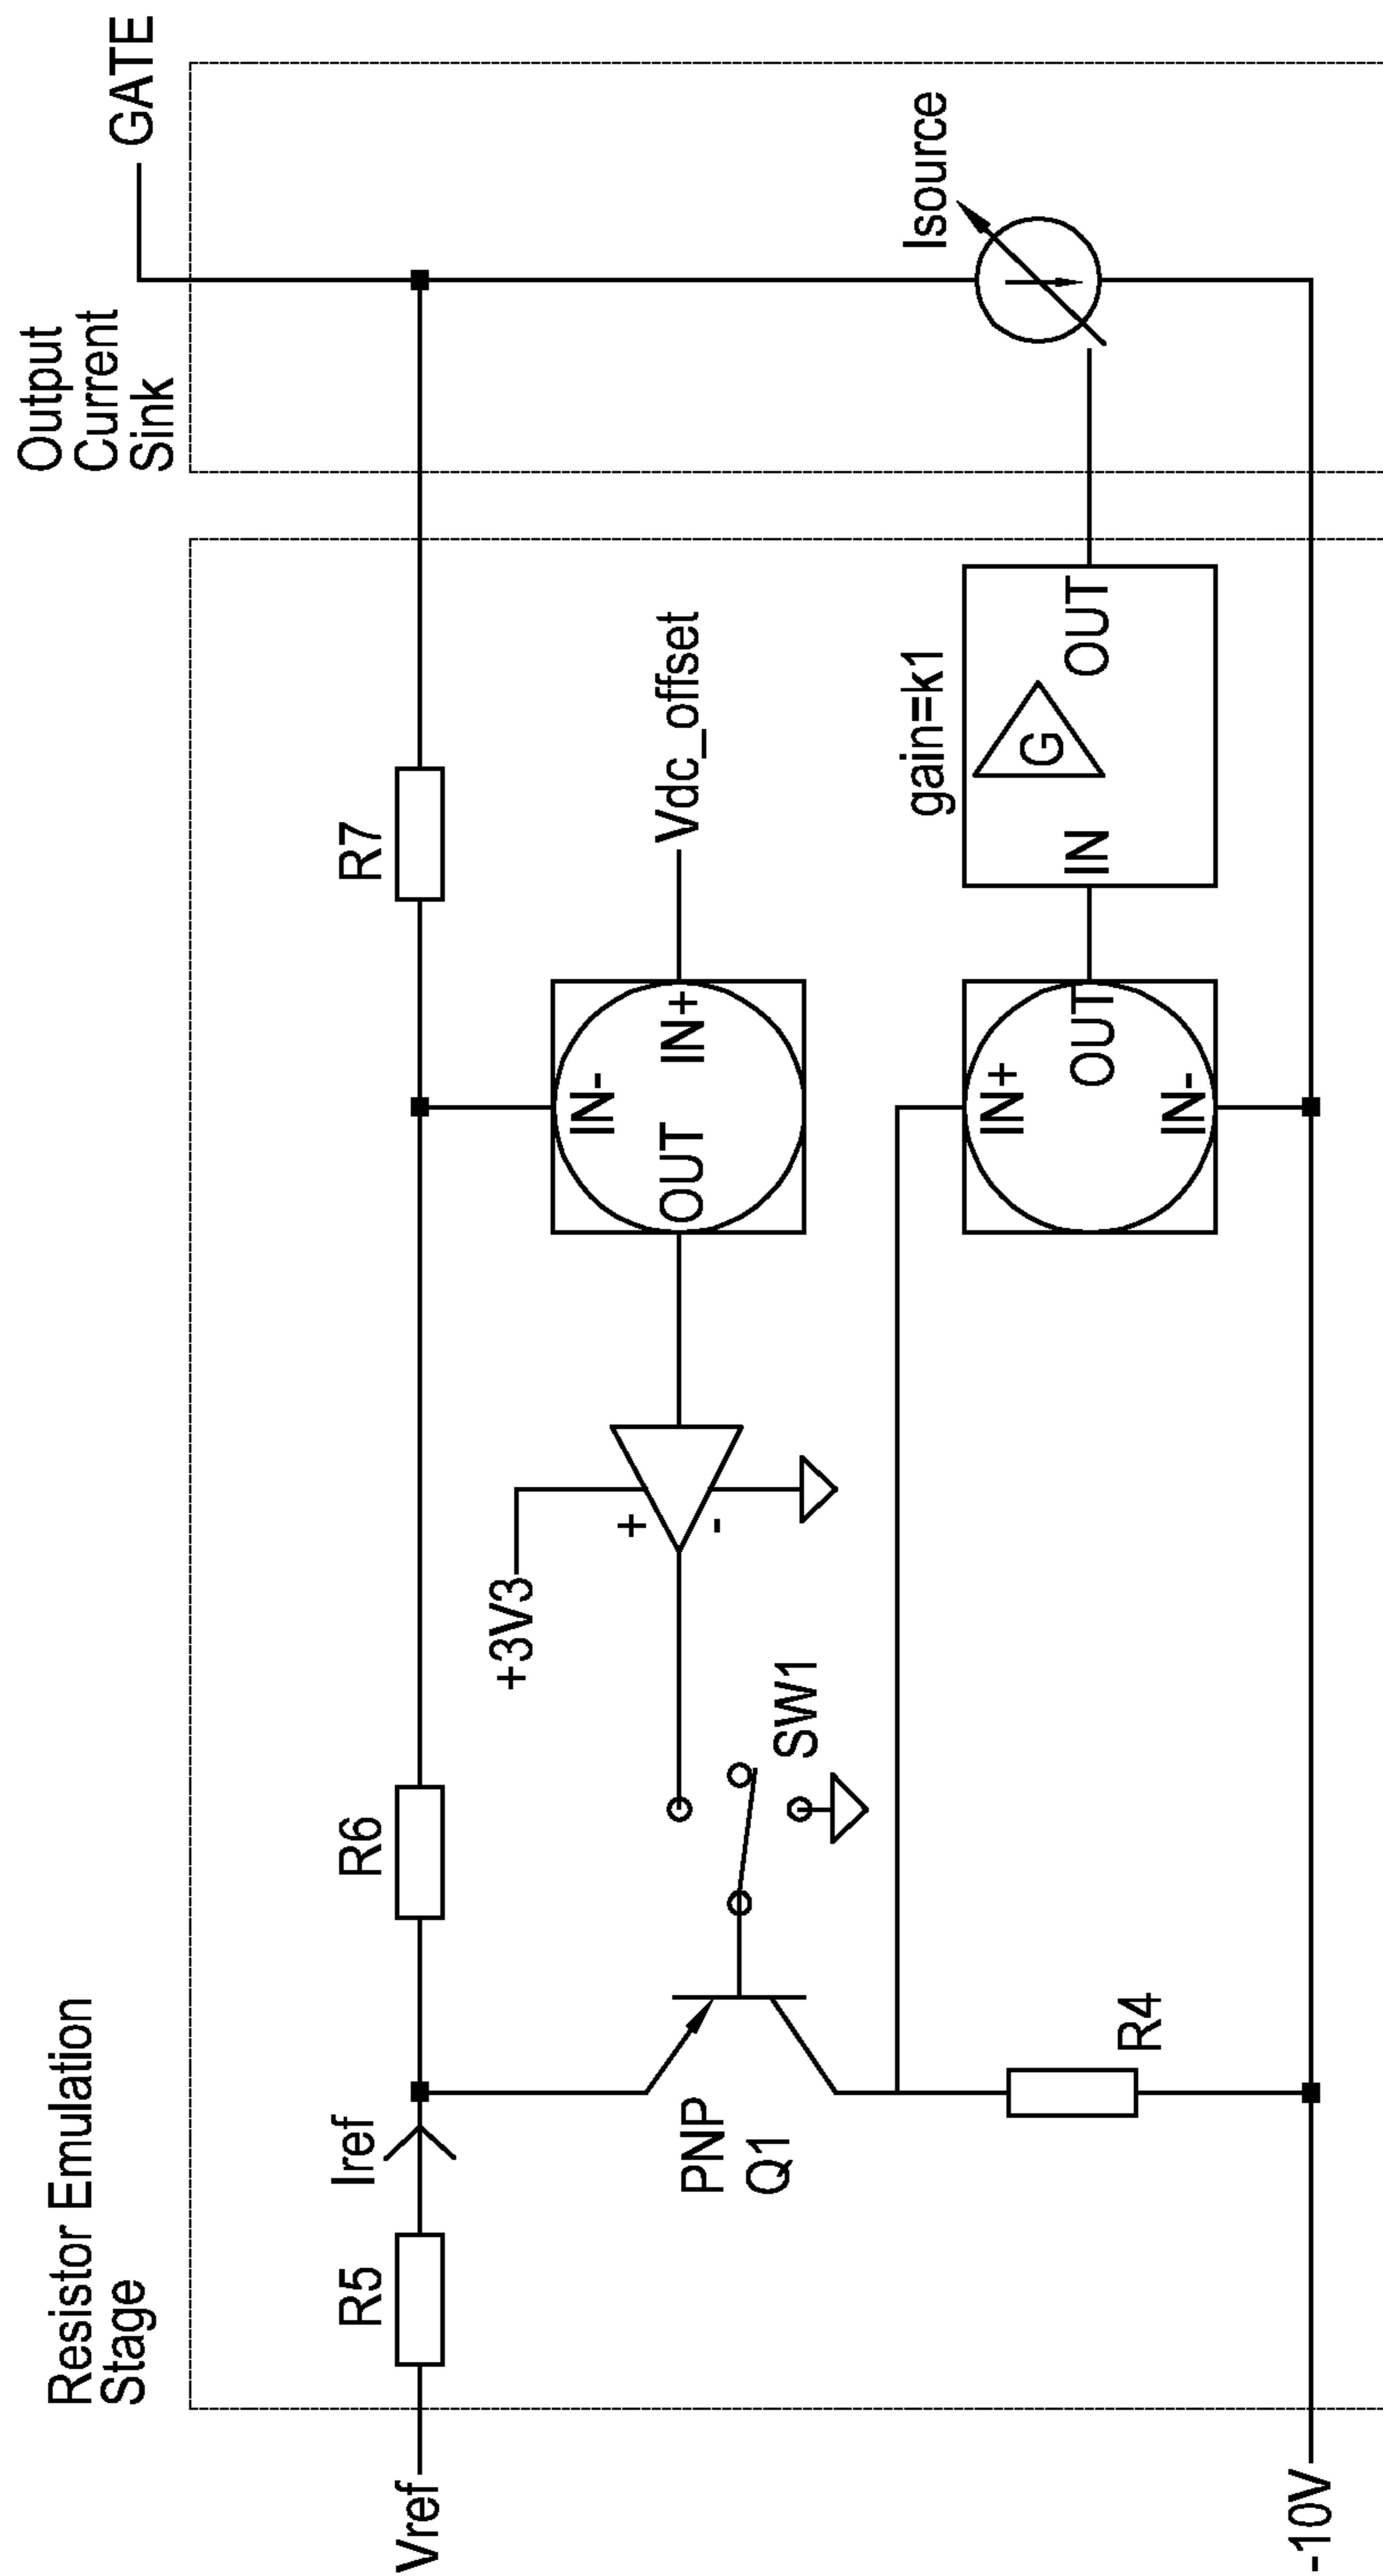 Resistor Emulation
Stage
Output
Current
Sink
GATE
Vref
R5
Iref
R6
R7
+3V3
+
-
IN-
OUT
IN+
Vdc_offset
PNP
Q1
SW1
Isource
gain=k1
IN+
OUT
IN-
IN
G
OUT
R4
-10V